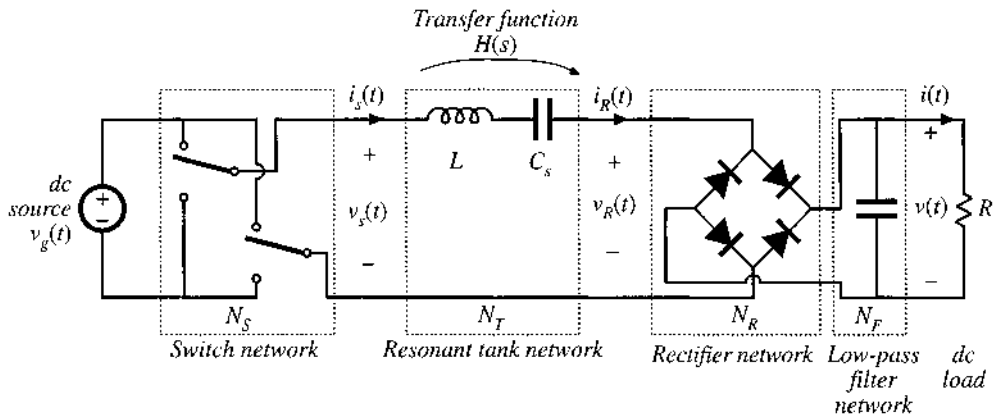 Transfer function
H(s)
i_s(t)
i_R(t)
i(t)
+
+
+
L
C_s
dc
source
v_g(t)
+
−
v_s(t)
v_R(t)
v(t)
R
−
−
−
N_S
N_T
N_R
N_F
Switch network
Resonant tank network
Rectifier network
Low-pass
filter
network
dc
load